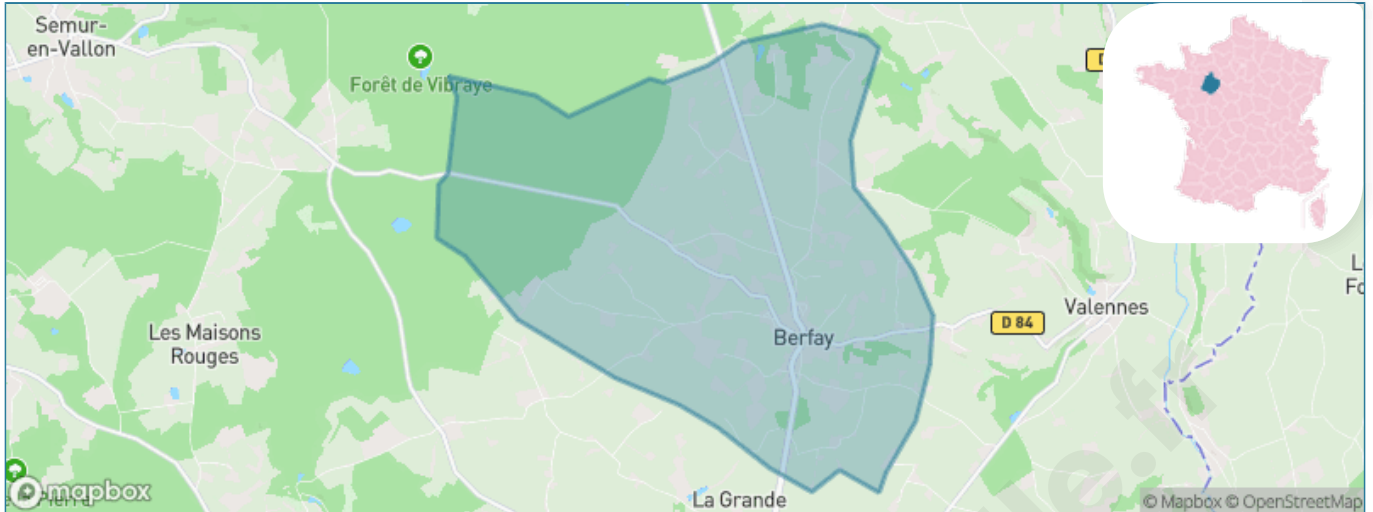 Semur-
en-Vallon
Forêt de Vibraye
D 84
Valennes
Les Maisons
Rouges
Berfay
La Grande
mapbox
© Mapbox © OpenStreetMap